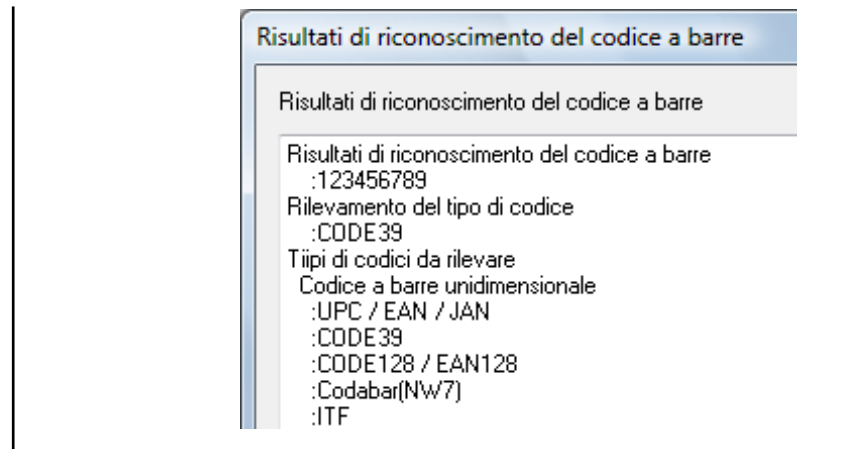 Risultati di riconoscimento del codice a barre
Risultati di riconoscimento del codice a barre
Risultati di riconoscimento del codice a barre
:123456789
Rilevamento del tipo di codice
:CODE39
Tiipi di codici da rilevare
Codice a barre unidimensionale
:UPC / EAN / JAN
:CODE39
:CODE128 / EAN128
:Codabar(NW7)
:ITF